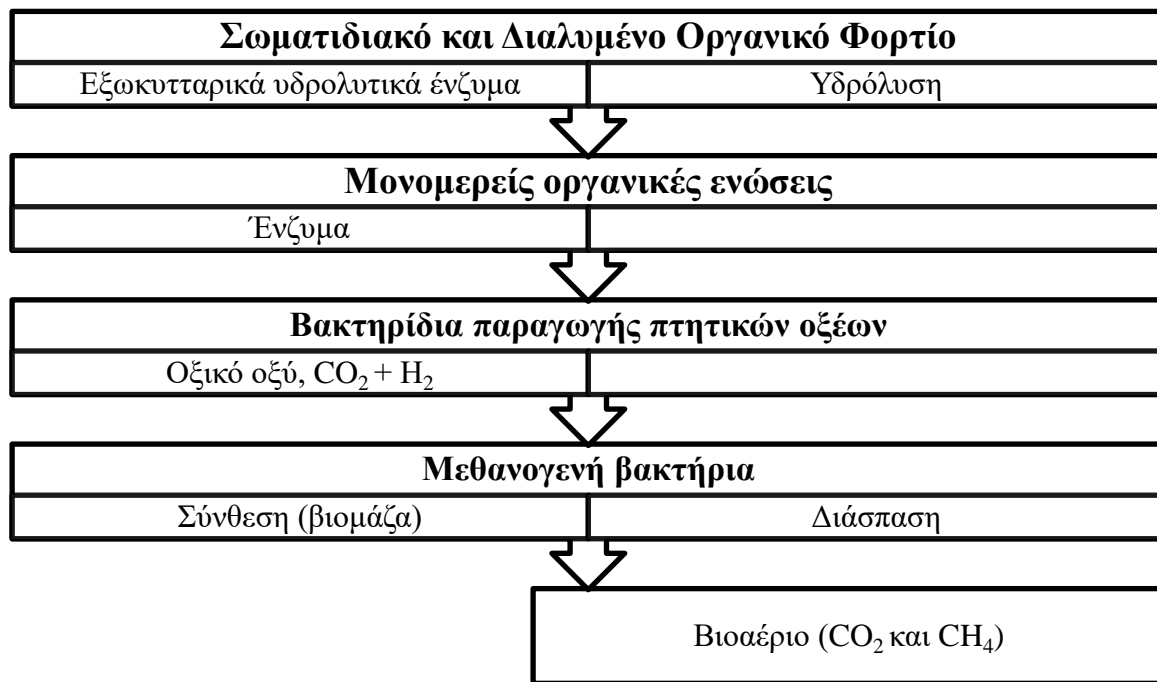 Σωματιδιακό και Διαλυμένο Οργανικό Φορτίο
Εξωκυτταρικά υδρολυτικά ένζυμα
Υδρόλυση
Μονομερείς οργανικές ενώσεις
Ένζυμα
Βακτηρίδια παραγωγής πτητικών οξέων
Οξικό οξύ, CO₂ + H₂
Μεθανογενή βακτήρια
Σύνθεση (βιομάζα)
Διάσπαση
Βιοαέριο (CO₂ και CH₄)